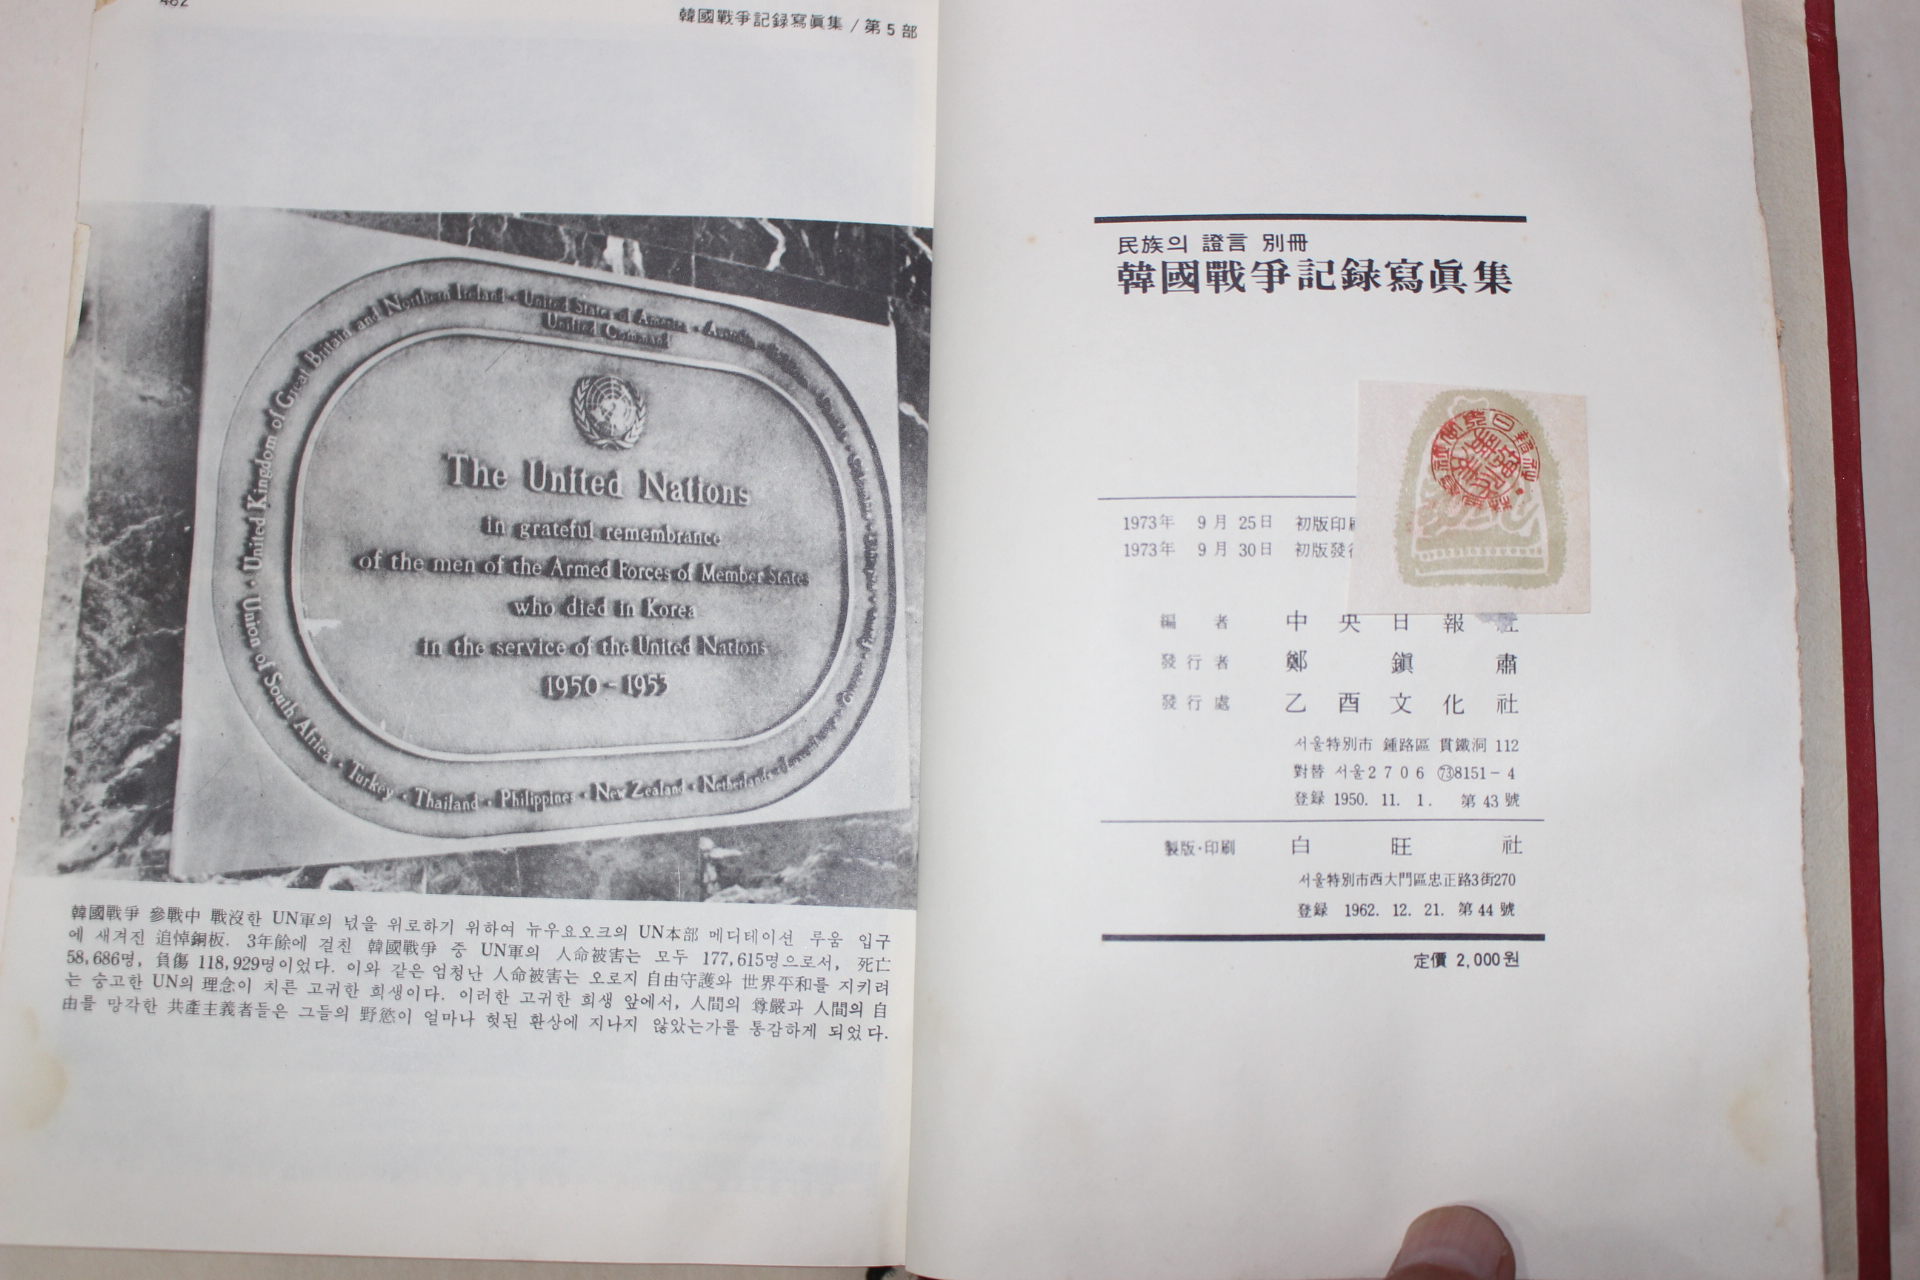 韓國戰爭記録寫眞集 / 第5部
United Kingdom of Great Britain and Northern Ireland · United States of America
Unified Command
The United Nations
in grateful remembrance
of the men of the Armed Forces of Member States
who died in Korea
in the service of the United Nations
1950 - 1953
Union of South Africa · Turkey · Thailand · Philippines · New Zealand · Netherlands
韓國戰爭 參戰中 戰沒한 UN軍의 넋을 위로하기 위하여 뉴우요오크의 UN本部 메디테이션 루움 입구
에 새겨진 追悼銅板. 3年餘에 걸친 韓國戰爭 중 UN軍의 人命被害는 모두 177,615명으로서, 死亡
58,686명, 負傷 118,929명이었다. 이와 같은 엄청난 人命被害는 오로지 自由守護와 世界平和를 지키려
는 숭고한 UN의 理念이 치른 고귀한 희생이다. 이러한 고귀한 희생 앞에서, 人間의 尊嚴과 人間의 自
由를 망각한 共產主義者들은 그들의 野慾이 얼마나 헛된 환상에 지나지 않았는가를 통감하게 되었다.
民族의 證言 別冊
韓國戰爭記録寫眞集
1973年 9月 25日 初版印刷
1973年 9月 30日 初版發行
編者 中央日報社
發行者 鄭鎭肅
發行處 乙酉文化社
서울特別市 鍾路區 貫鐵洞 112
對替 서울2706 ㉳8151-4
登録 1950. 11. 1. 第43號
製版·印刷 白旺社
서울特別市西大門區忠正路3街270
登録 1962. 12. 21. 第44號
定價 2,000원